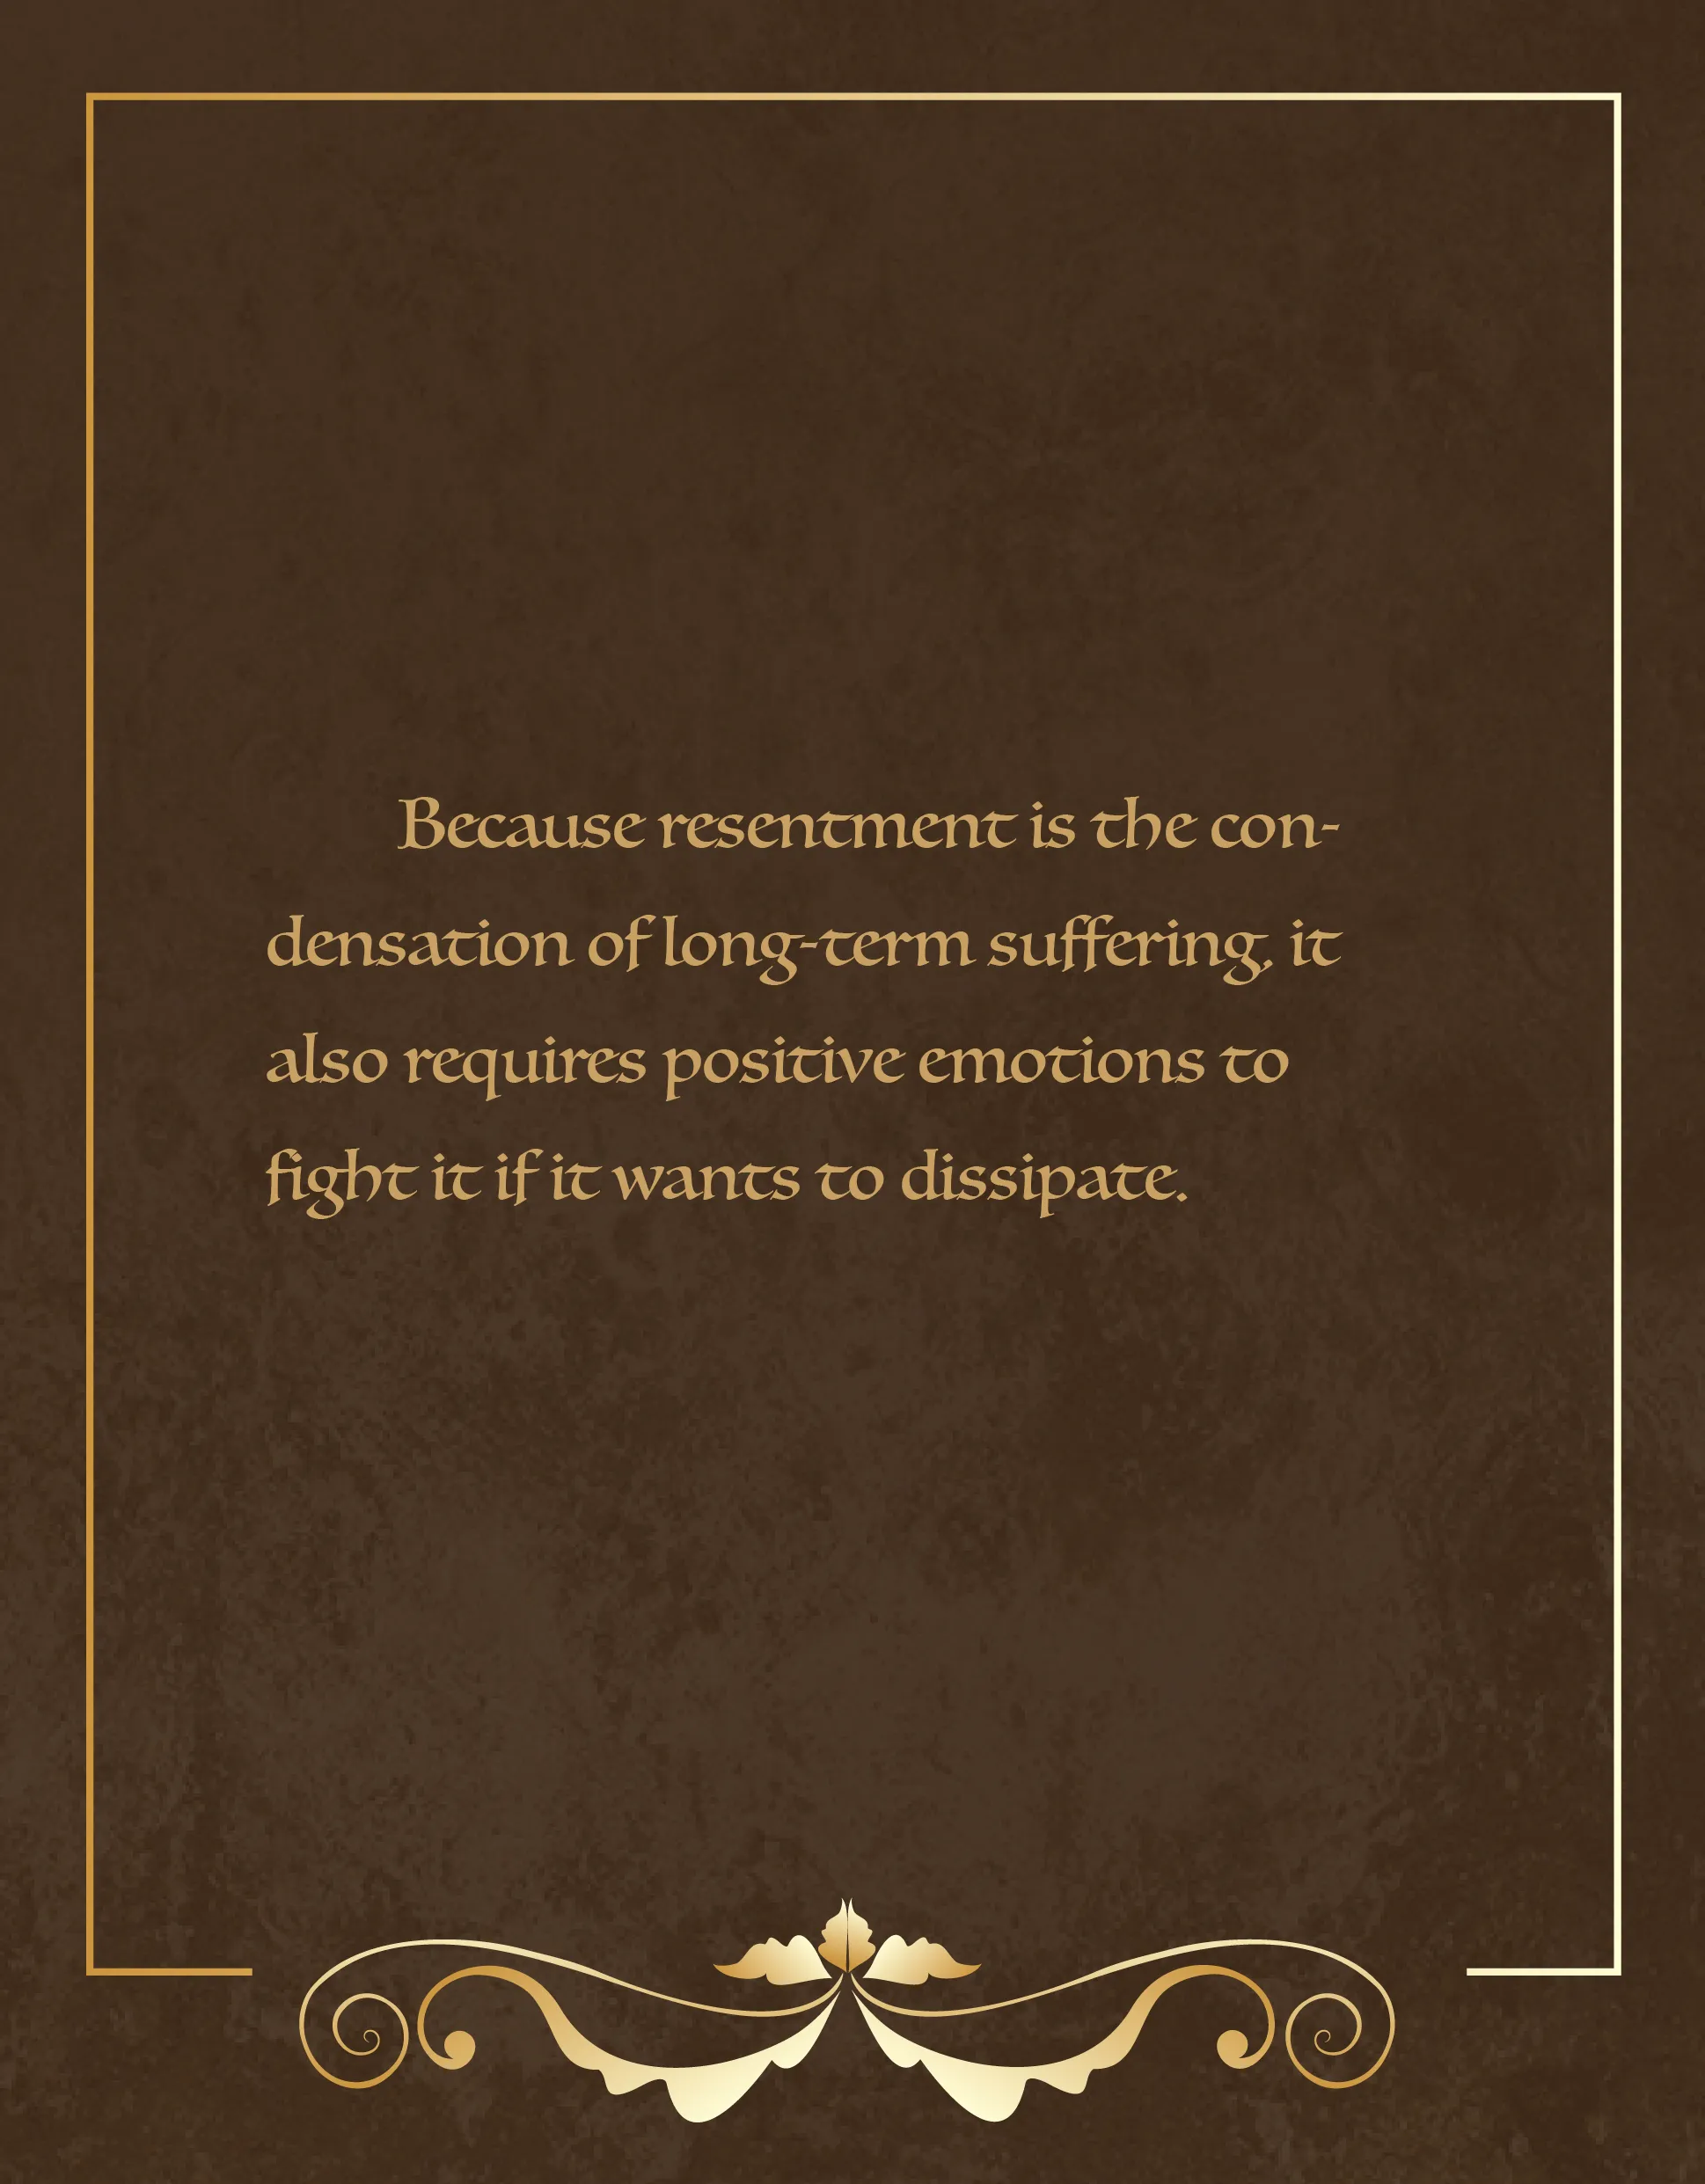 Because resentment is the con-
densation of long-term suffering, it
also requires positive emotions to
fight it if it wants to dissipate.